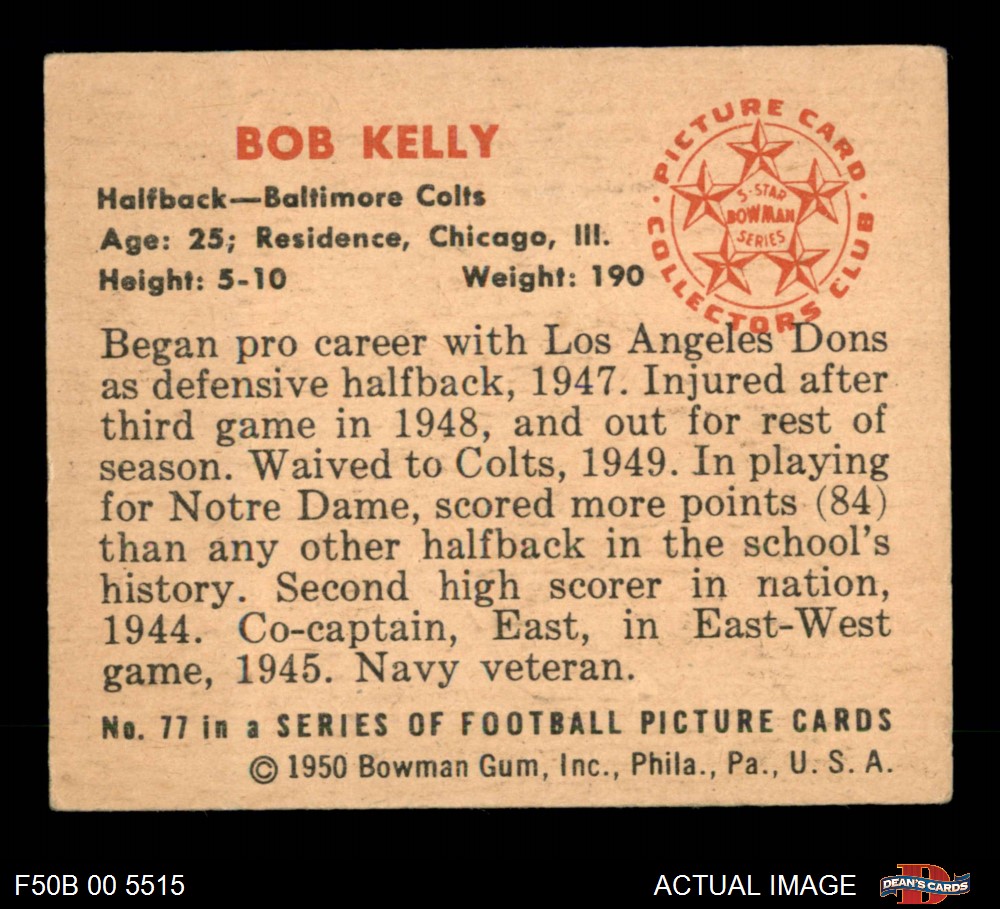 BOB KELLY
Halfback—Baltimore Colts
Age: 25; Residence, Chicago, Ill.
Height: 5-10 Weight: 190
PICTURE CARD
COLLECTORS CLUB
5-STAR
BOWMAN
SERIES
Began pro career with Los Angeles Dons
as defensive halfback, 1947. Injured after
third game in 1948, and out for rest of
season. Waived to Colts, 1949. In playing
for Notre Dame, scored more points (84)
than any other halfback in the school's
history. Second high scorer in nation,
1944. Co-captain, East, in East-West
game, 1945. Navy veteran.
No. 77 in a SERIES OF FOOTBALL PICTURE CARDS
© 1950 Bowman Gum, Inc., Phila., Pa., U. S. A.
F50B 00 5515
ACTUAL IMAGE
DEAN'S CARDS